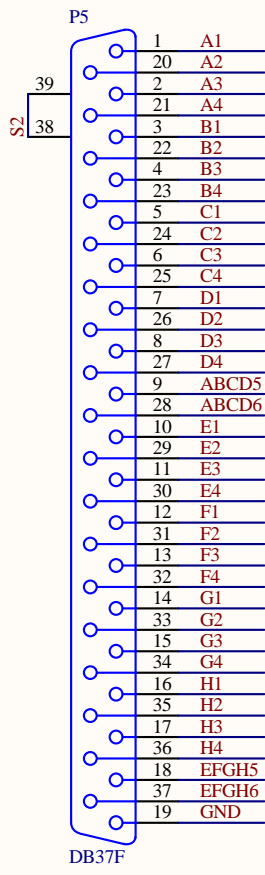 P5
1 A1
20 A2
39
2 A3
21 A4
S2
38
3 B1
22 B2
4 B3
23 B4
5 C1
24 C2
6 C3
25 C4
7 D1
26 D2
8 D3
27 D4
9 ABCD5
28 ABCD6
10 E1
29 E2
11 E3
30 E4
12 F1
31 F2
13 F3
32 F4
14 G1
33 G2
15 G3
34 G4
16 H1
35 H2
17 H3
36 H4
18 EFGH5
37 EFGH6
19 GND
DB37F